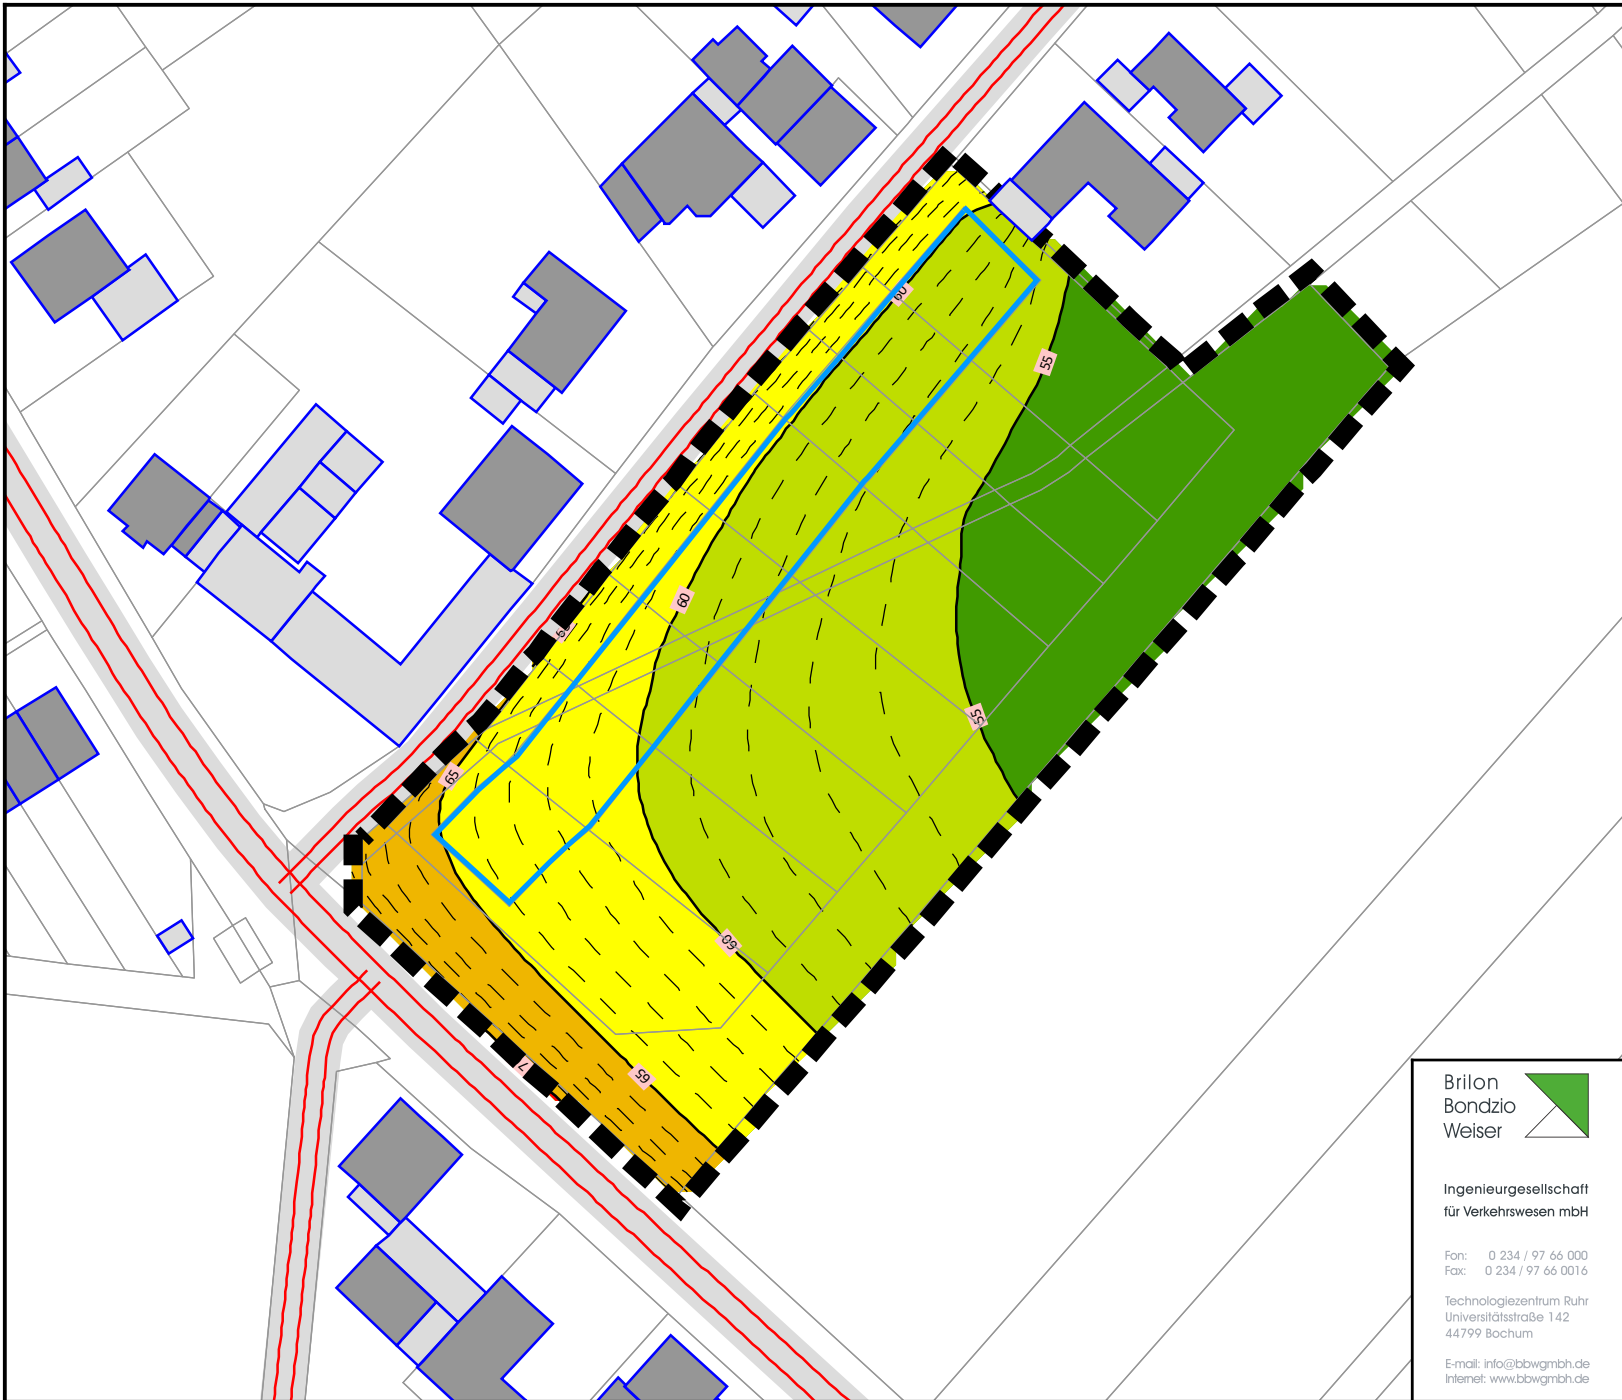 60
55
60
65
55
60
65
Brilon
Bondzio
Weiser
Ingenieurgesellschaft
für Verkehrswesen mbH
Fon: 0 234 / 97 66 000
Fax: 0 234 / 97 66 0016
Technologiezentrum Ruhr
Universitätsstraße 142
44799 Bochum
E-mail: info@bbwgmbh.de
Internet: www.bbwgmbh.de